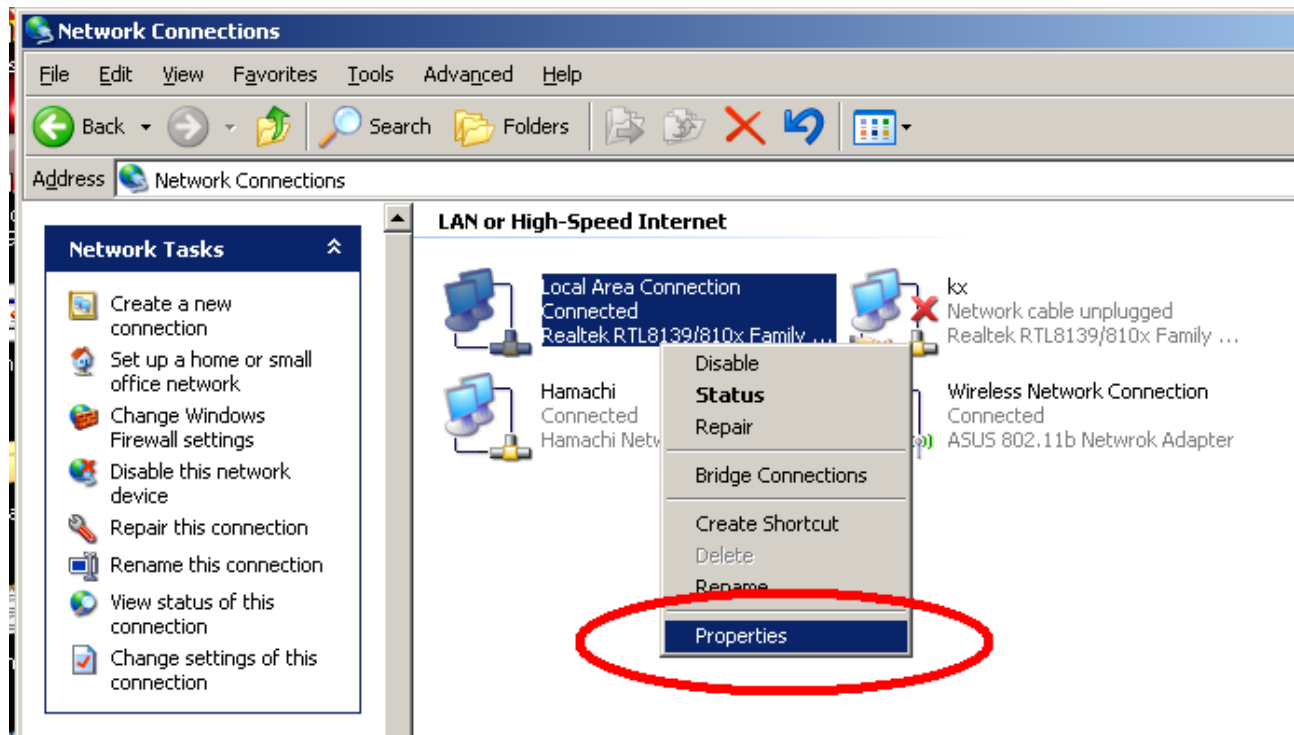 Network Connections
File Edit View Favorites Tools Advanced Help
Back Search Folders
Address Network Connections
Network Tasks
Create a new
connection
Set up a home or small
office network
Change Windows
Firewall settings
Disable this network
device
Repair this connection
Rename this connection
View status of this
connection
Change settings of this
connection
LAN or High-Speed Internet
Local Area Connection
Connected
Realtek RTL8139/810x Family ...
kx
Network cable unplugged
Realtek RTL8139/810x Family ...
Hamachi
Connected
Hamachi Netw
Wireless Network Connection
Connected
ASUS 802.11b Netwrok Adapter
Disable
Status
Repair
Bridge Connections
Create Shortcut
Delete
Rename
Properties